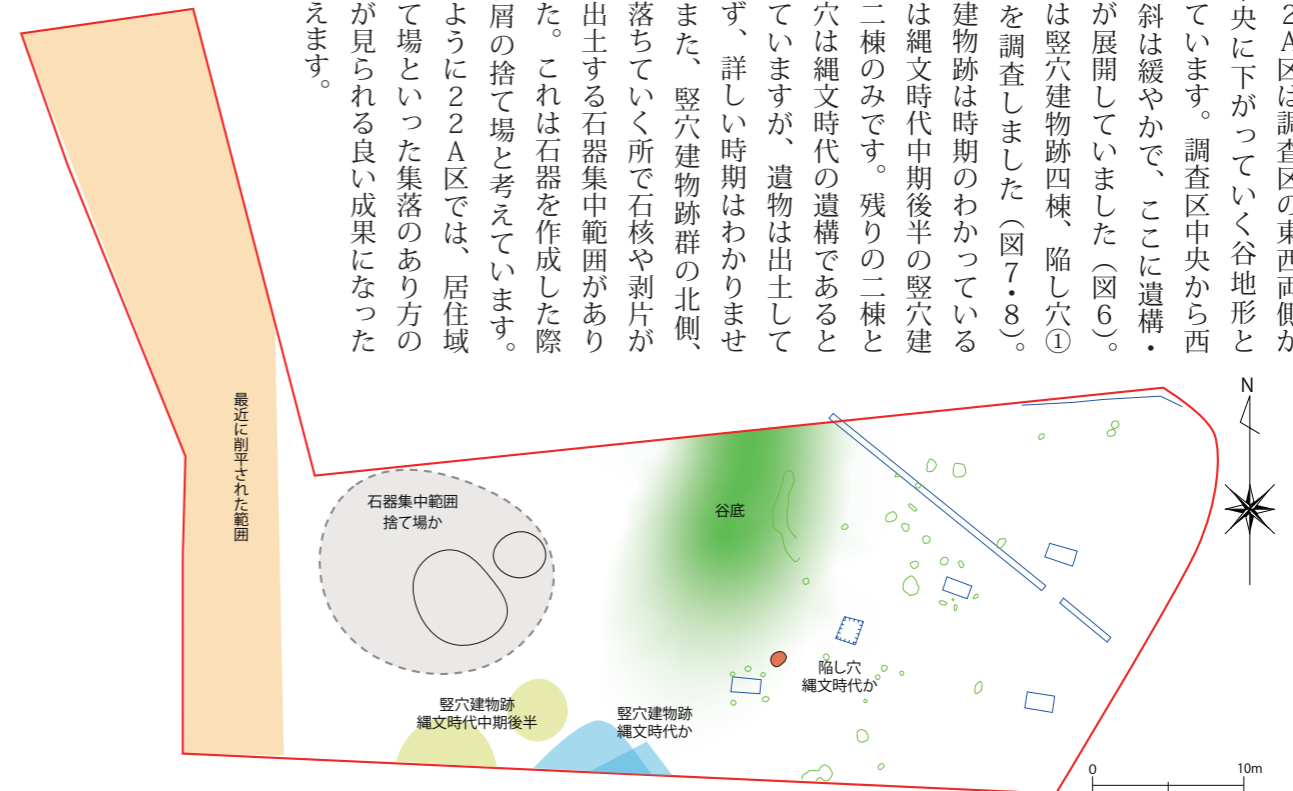 ２Ａ区は調査区の東西両側か
央に下がっていく谷地形と
ています。調査区中央から西
斜は緩やかで、ここに遺構・
が展開していました（図６）。
は竪穴建物跡四棟、陥し穴①
を調査しました（図７・８）。
建物跡は時期のわかっている
は縄文時代中期後半の竪穴建
二棟のみです。残りの二棟と
穴は縄文時代の遺構であると
ていますが、遺物は出土して
ず、詳しい時期はわかりませ
また、竪穴建物跡群の北側、
落ちていく所で石核や剥片が
出土する石器集中範囲があり
た。これは石器を作成した際
屑の捨て場と考えています。
ように２２Ａ区では、居住域
て場といった集落のあり方の
が見られる良い成果になった
えます。
最近に削平された範囲
石器集中範囲
捨て場か
谷底
N
陥し穴
縄文時代か
竪穴建物跡
縄文時代中期後半
竪穴建物跡
縄文時代か
0 10m